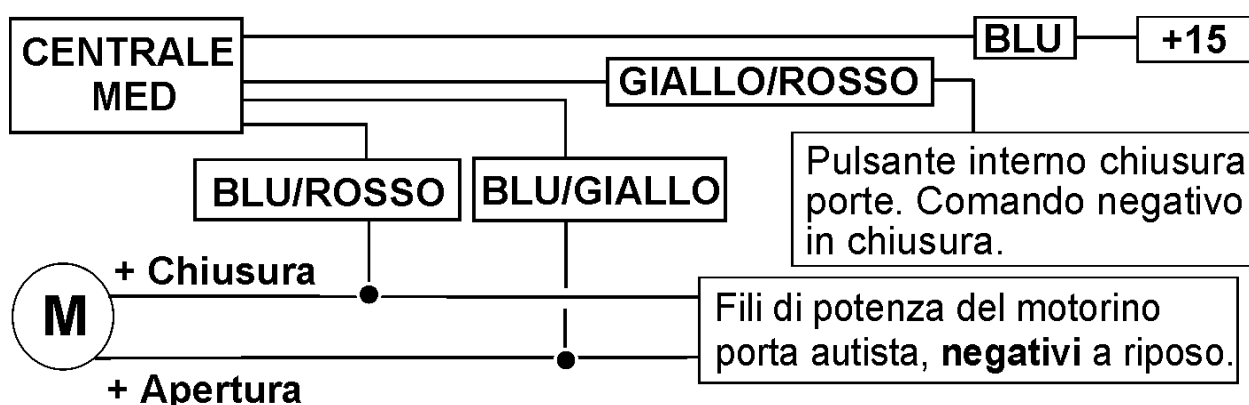 CENTRALE
MED
BLU
+15
GIALLO/ROSSO
Pulsante interno chiusura
porte. Comando negativo
in chiusura.
BLU/ROSSO
BLU/GIALLO
+ Chiusura
M
Fili di potenza del motorino
porta autista, negativi a riposo.
+ Apertura